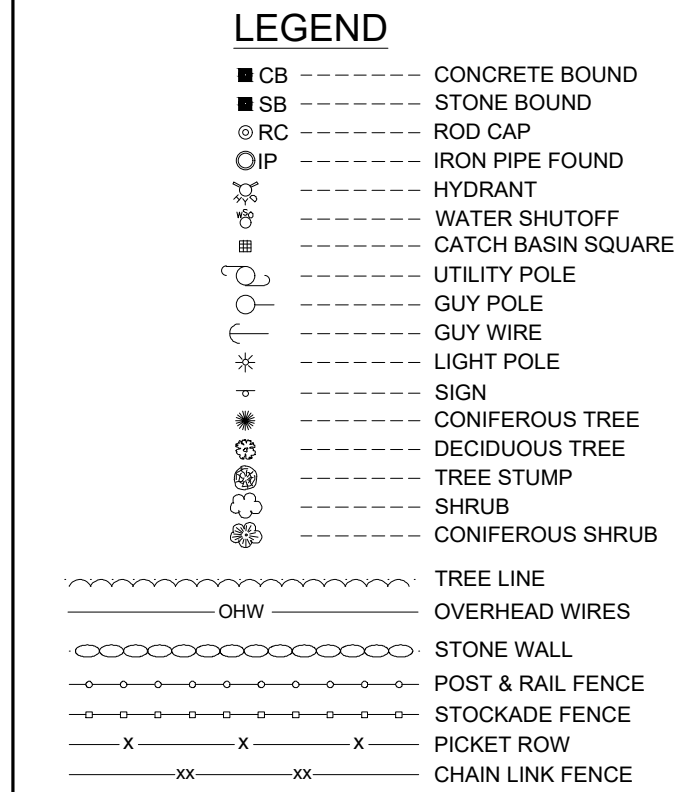 LEGEND
CB CONCRETE BOUND
SB STONE BOUND
RC ROD CAP
IP IRON PIPE FOUND
HYDRANT
WSO WATER SHUTOFF
CATCH BASIN SQUARE
UTILITY POLE
GUY POLE
GUY WIRE
LIGHT POLE
SIGN
CONIFEROUS TREE
DECIDUOUS TREE
TREE STUMP
SHRUB
CONIFEROUS SHRUB
TREE LINE
OHW OVERHEAD WIRES
STONE WALL
POST & RAIL FENCE
STOCKADE FENCE
X X X PICKET ROW
XX XX CHAIN LINK FENCE